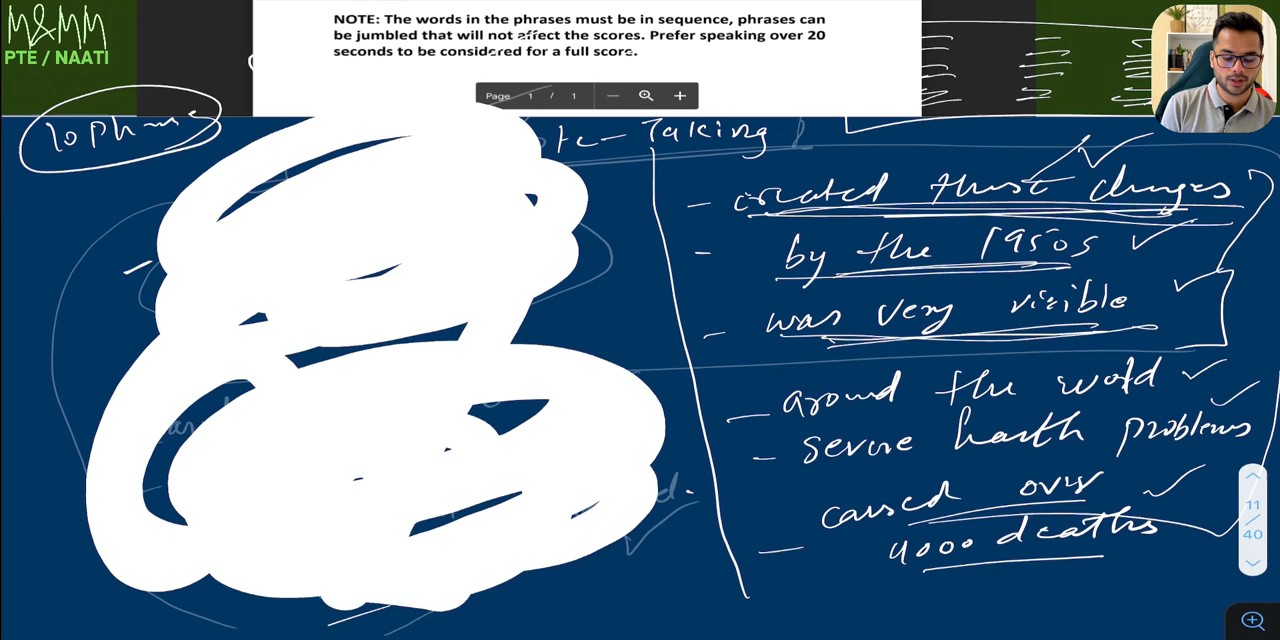 M&MM
PTE / NAATI
NOTE: The words in the phrases must be in sequence, phrases can
be jumbled that will not affect the scores. Prefer speaking over 20
seconds to be considered for a full score.
Page 1 / 1
Taking
- created these changes
- by the 1950s
- was very visible
- around the world
- severe health problems
- caused over
4000 deaths
11
/
40